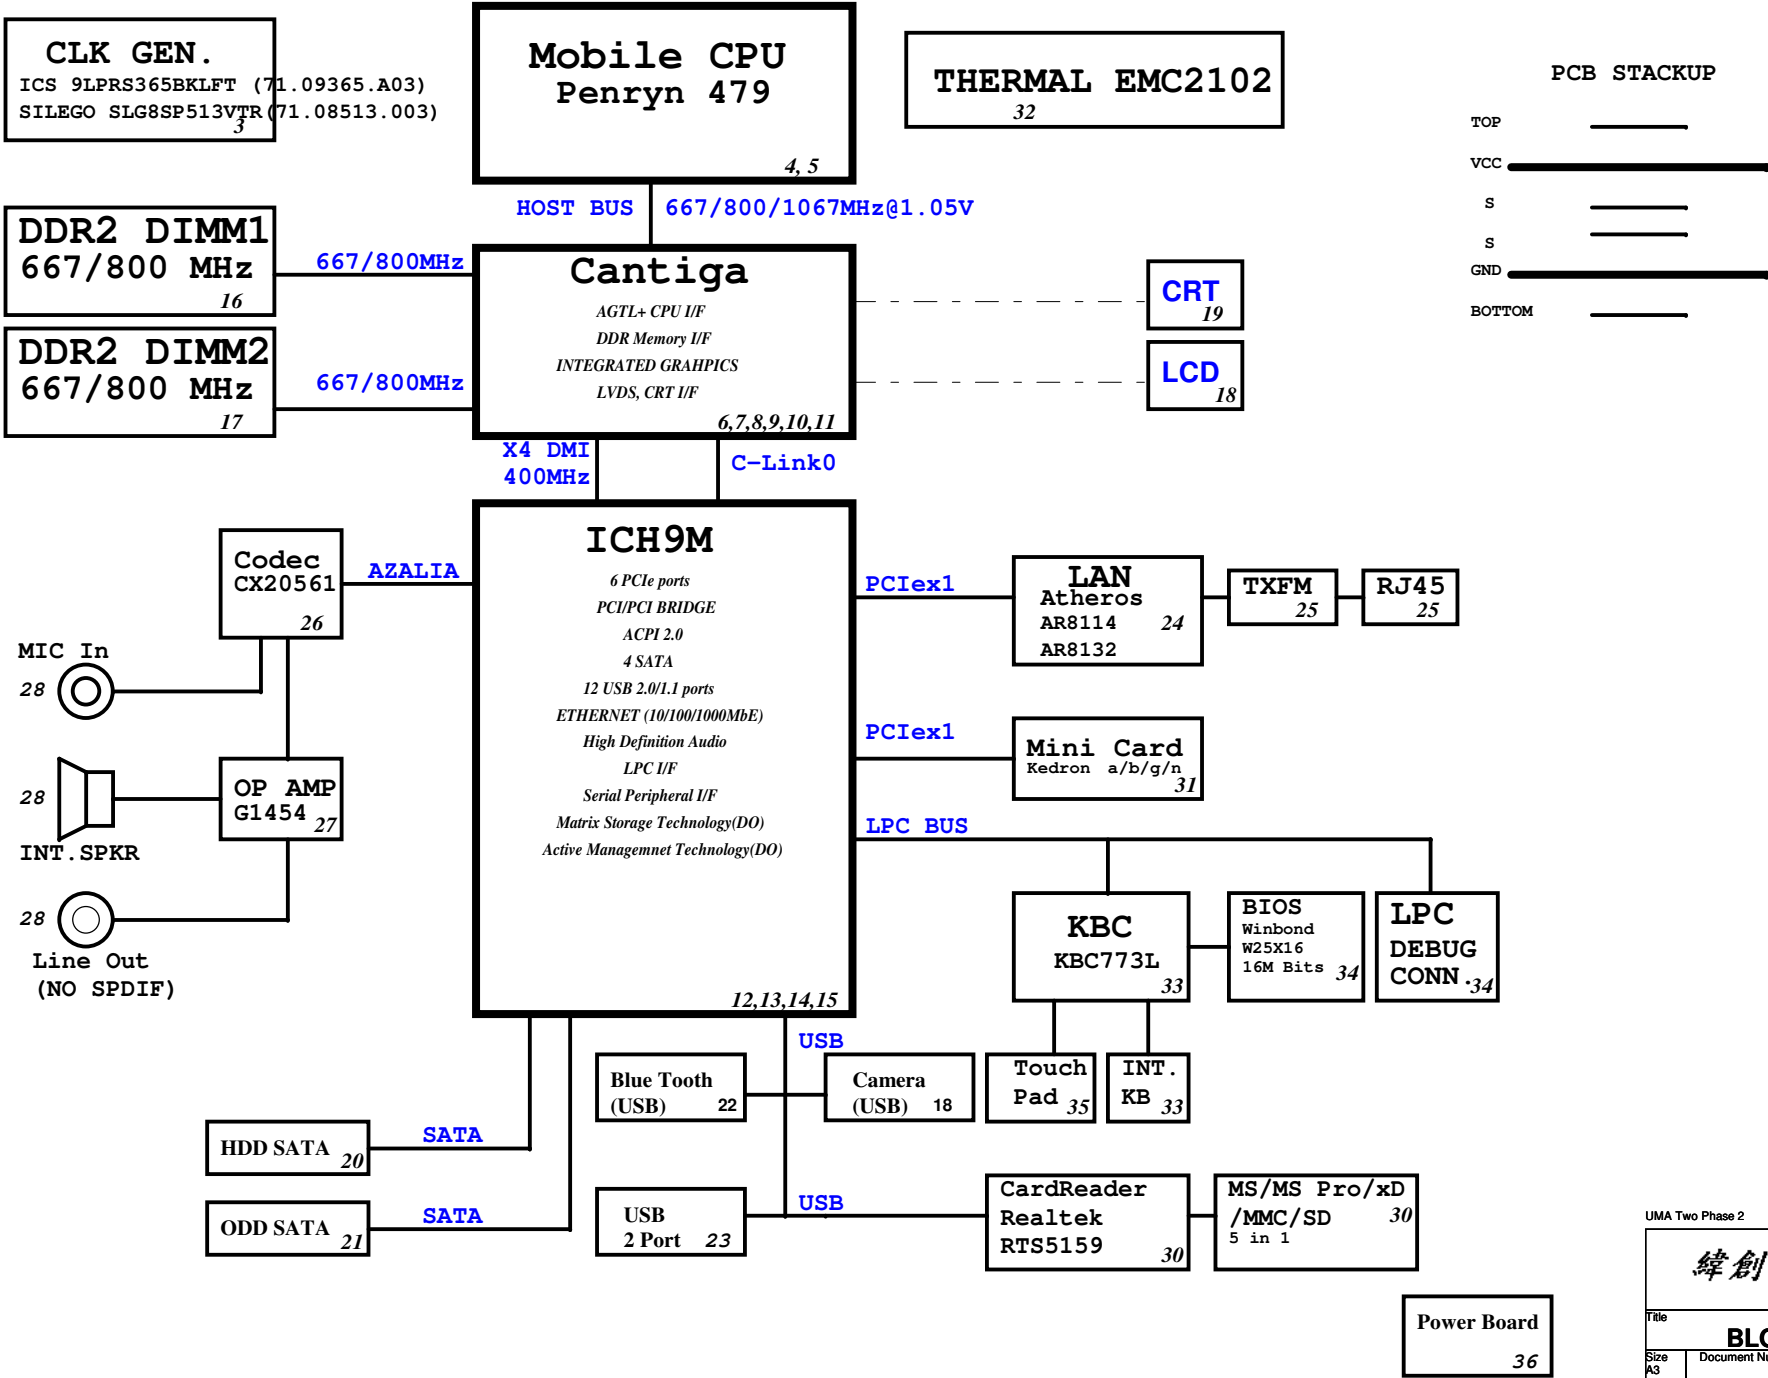 CLK GEN.
ICS 9LPRS365BKLFT (71.09365.A03)
SILEGO SLG8SP513VTR(71.08513.003)
3
Mobile CPU
Penryn 479
4, 5
THERMAL EMC2102
32
PCB STACKUP
TOP
VCC
S
S
GND
BOTTOM
HOST BUS
667/800/1067MHz@1.05V
DDR2 DIMM1
667/800 MHz
16
667/800MHz
DDR2 DIMM2
667/800 MHz
17
667/800MHz
Cantiga
AGTL+ CPU I/F
DDR Memory I/F
INTEGRATED GRAHPICS
LVDS, CRT I/F
6,7,8,9,10,11
CRT
19
LCD
18
X4 DMI
400MHz
C-Link0
ICH9M
6 PCIe ports
PCI/PCI BRIDGE
ACPI 2.0
4 SATA
12 USB 2.0/1.1 ports
ETHERNET (10/100/1000MbE)
High Definition Audio
LPC I/F
Serial Peripheral I/F
Matrix Storage Technology(DO)
Active Managemnet Technology(DO)
12,13,14,15
Codec
CX20561
26
AZALIA
MIC In
28
28
INT.SPKR
OP AMP
G1454
27
28
Line Out
(NO SPDIF)
PCIex1
LAN
Atheros
AR8114
24
AR8132
TXFM
25
RJ45
25
PCIex1
Mini Card
Kedron a/b/g/n
31
LPC BUS
KBC
KBC773L
33
BIOS
Winbond
W25X16
16M Bits
34
LPC
DEBUG
CONN.
34
Touch
Pad
35
INT.
KB
33
USB
Blue Tooth
(USB)
22
Camera
(USB)
18
HDD SATA
20
SATA
ODD SATA
21
SATA
USB
2 Port
23
USB
CardReader
Realtek
RTS5159
30
MS/MS Pro/xD
/MMC/SD
30
5 in 1
Power Board
36
UMA Two Phase 2
緯創
Title
BLO
Size
A3
Document Nu